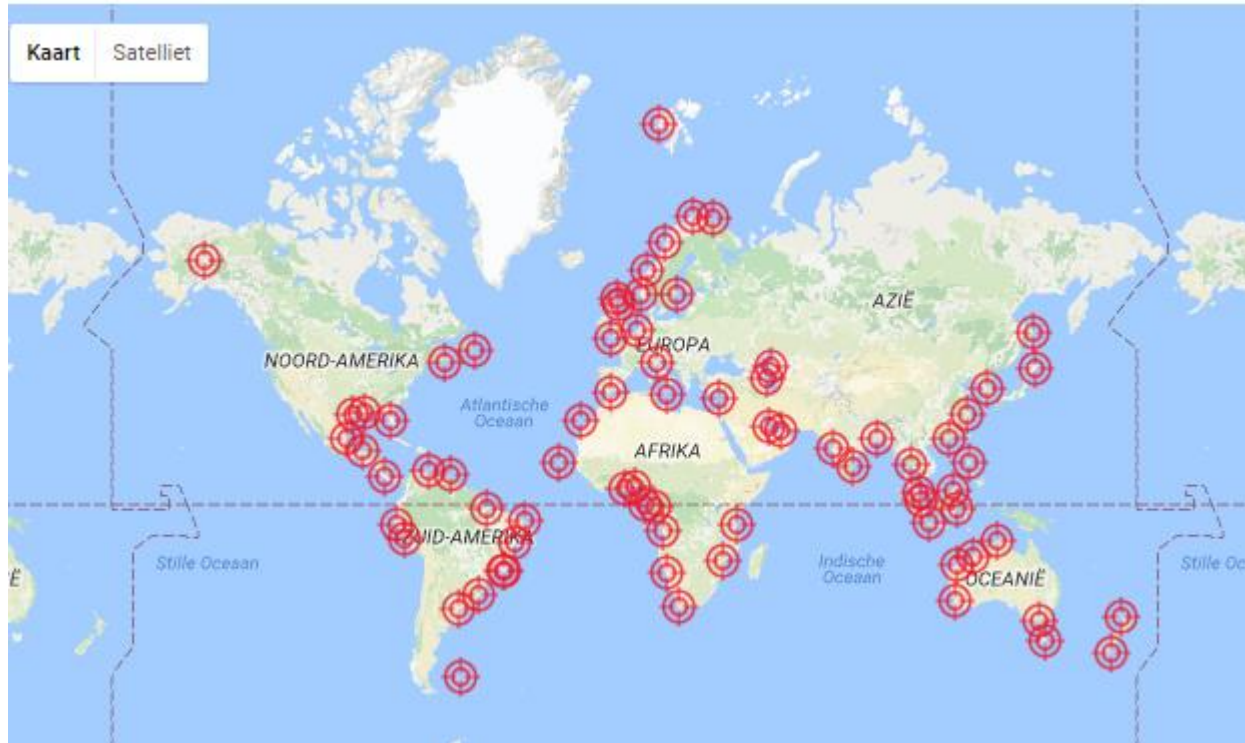 Kaart
Satelliet
AZIË
NOORD-AMERIKA
EUROPA
Atlantische
Oceaan
AFRIKA
ZUID-AMERIKA
Stille Oceaan
Indische
Oceaan
OCEANIË
Stille Oc
Ë